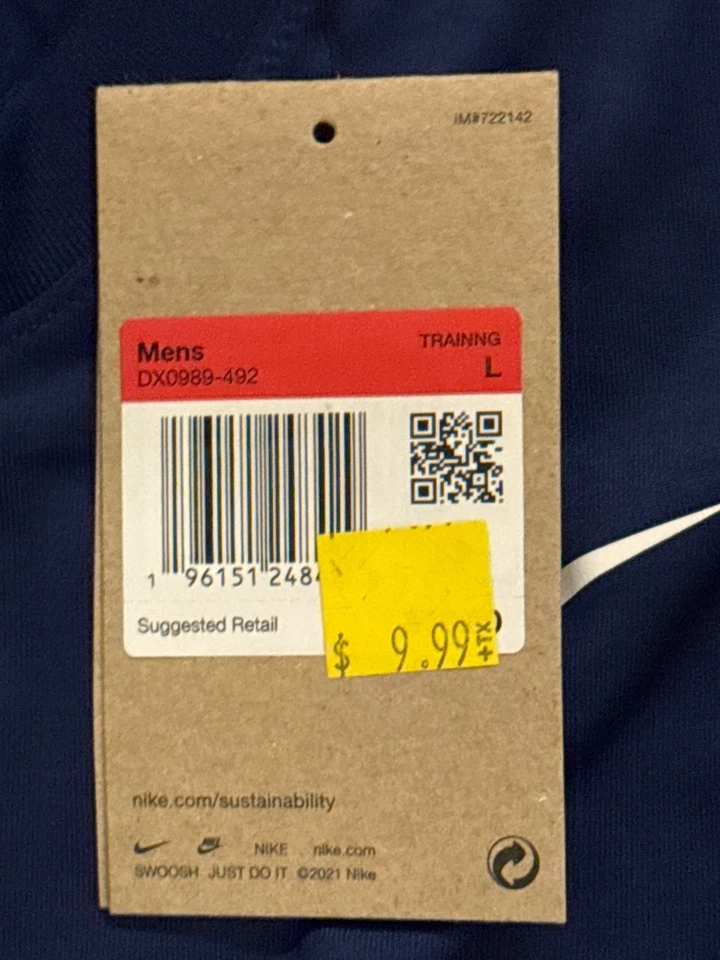 IM#722142
Mens
TRAINNG
DX0989-492
L
1 96151 2484
Suggested Retail
$ 9.99 +TX
nike.com/sustainability
NIKE . nike.com
SWOOSH JUST DO IT ©2021 Nike